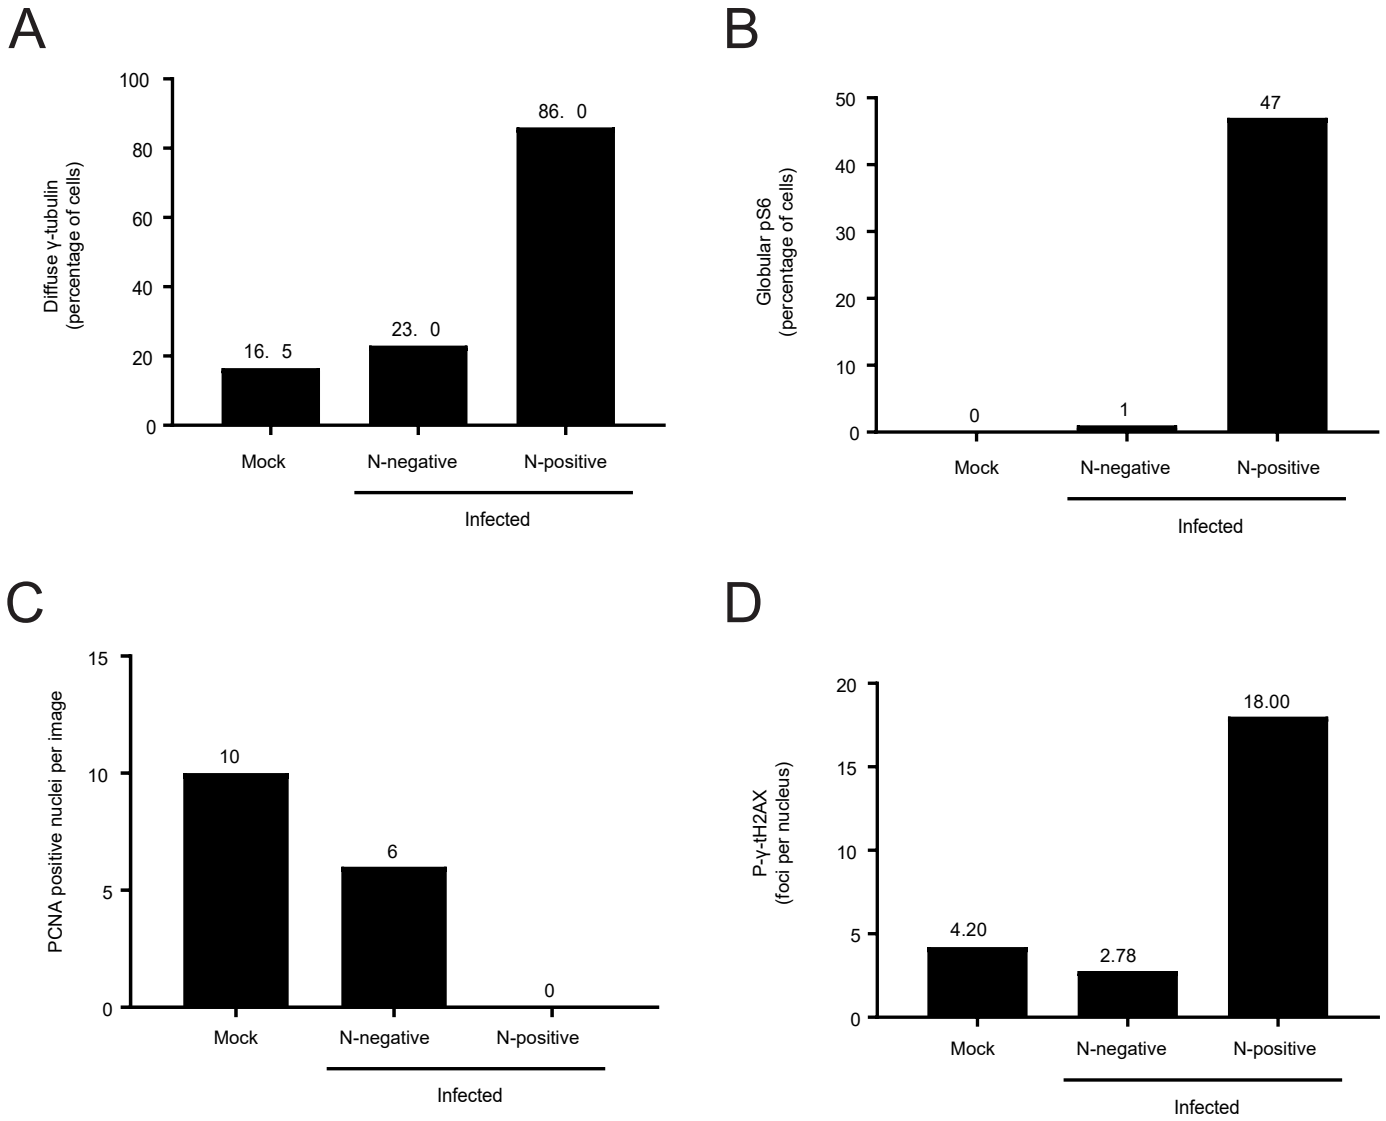 A
100
80
60
40
20
0
Diffuse γ-tubulin
(percentage of cells)
16. 5
23. 0
86. 0
Mock
N-negative
N-positive
Infected
B
50
40
30
20
10
0
Globular pS6
(percentage of cells)
0
1
47
Mock
N-negative
N-positive
Infected
C
15
10
5
0
PCNA positive nuclei per image
10
6
0
Mock
N-negative
N-positive
Infected
D
20
15
10
5
0
P-γ-tH2AX
(foci per nucleus)
4.20
2.78
18.00
Mock
N-negative
N-positive
Infected